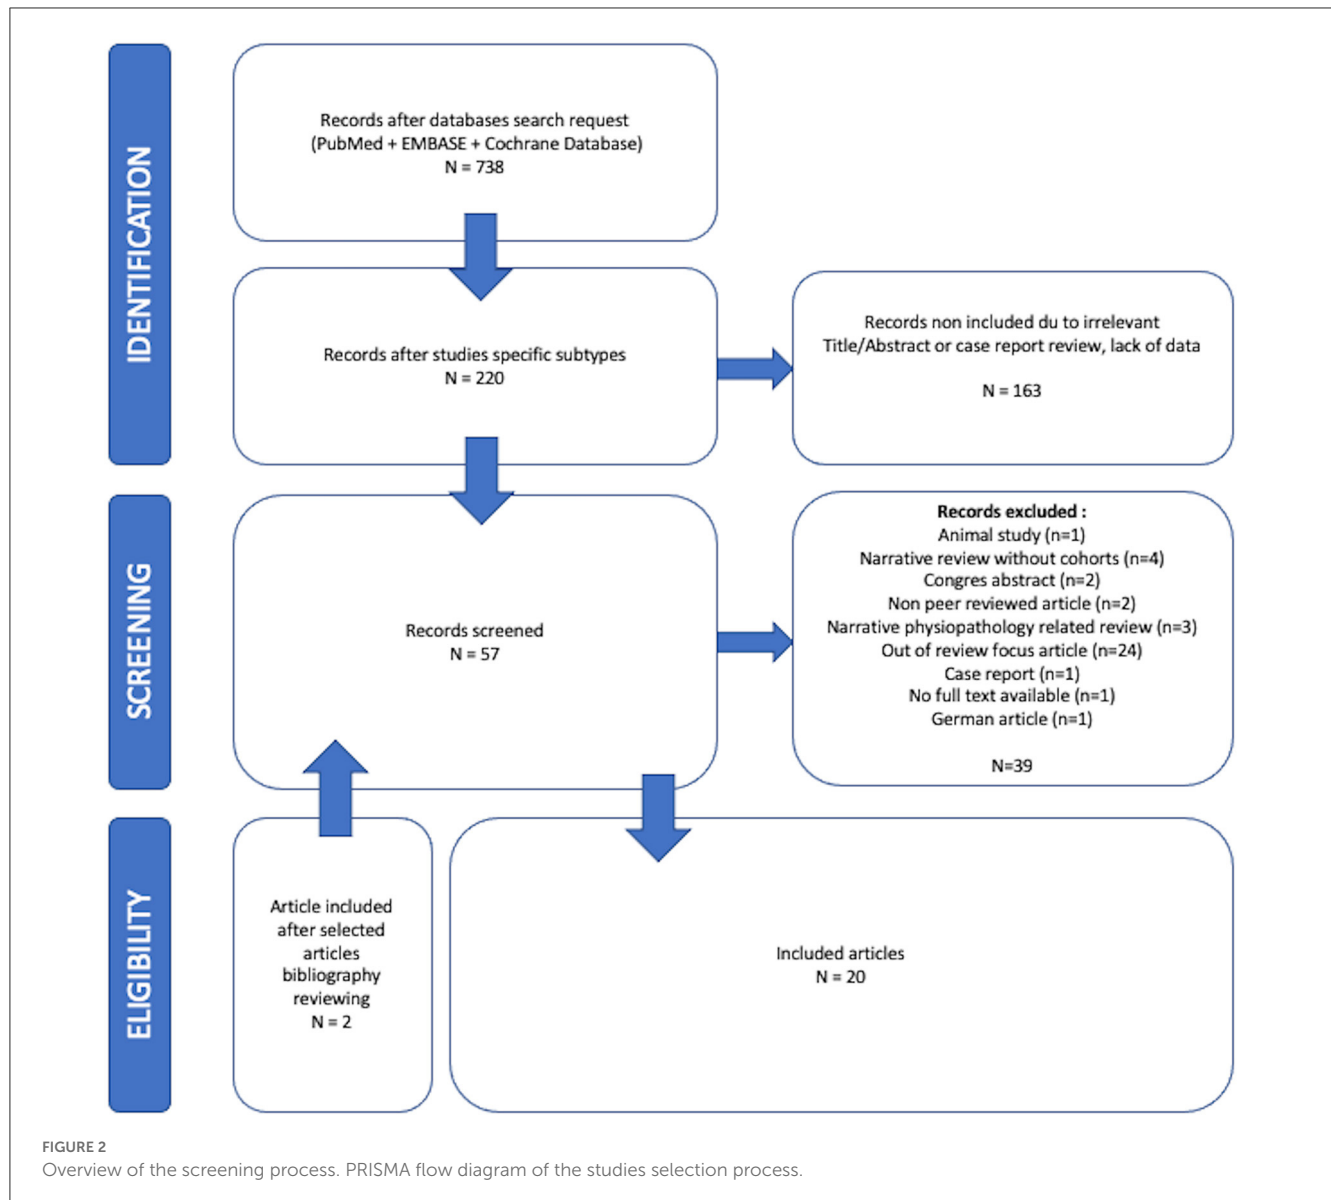 IDENTIFICATION
Records after databases search request
(PubMed + EMBASE + Cochrane Database)
N = 738
Records after studies specific subtypes
N = 220
Records non included du to irrelevant
Title/Abstract or case report review, lack of data
N = 163
SCREENING
Records screened
N = 57
Records excluded :
Animal study (n=1)
Narrative review without cohorts (n=4)
Congres abstract (n=2)
Non peer reviewed article (n=2)
Narrative physiopathology related review (n=3)
Out of review focus article (n=24)
Case report (n=1)
No full text available (n=1)
German article (n=1)
N=39
ELIGIBILITY
Article included
after selected
articles
bibliography
reviewing
N = 2
Included articles
N = 20
FIGURE 2
Overview of the screening process. PRISMA flow diagram of the studies selection process.